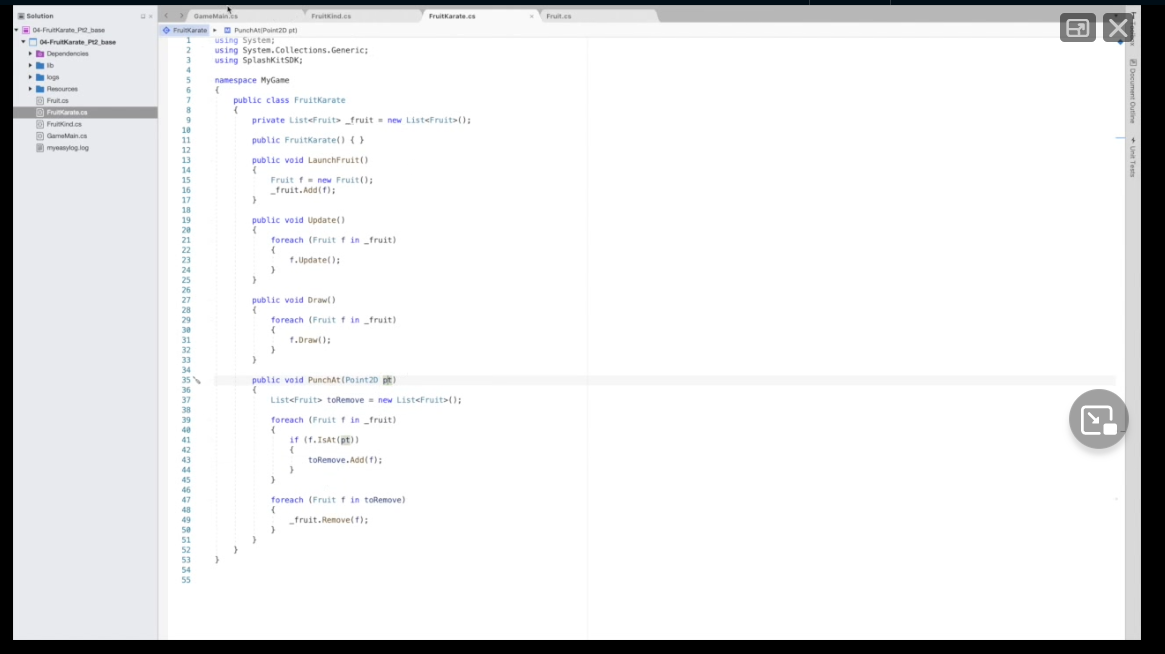 Solution
04-FruitKarate_Pt2_base
04-FruitKarate_Pt2_base
Dependencies
lib
logs
Resources
Fruit.cs
FruitKarate.cs
FruitKind.cs
GameMain.cs
myeasylog.log
GameMain.cs
FruitKind.cs
FruitKarate.cs ×
Fruit.cs
FruitKarate ▸ M PunchAt(Point2D pt)
1 using System;
2 using System.Collections.Generic;
3 using SplashKitSDK;
4
5 namespace MyGame
6 {
7 public class FruitKarate
8 {
9 private List<Fruit> _fruit = new List<Fruit>();
10
11 public FruitKarate() { }
12
13 public void LaunchFruit()
14 {
15 Fruit f = new Fruit();
16 _fruit.Add(f);
17 }
18
19 public void Update()
20 {
21 foreach (Fruit f in _fruit)
22 {
23 f.Update();
24 }
25 }
26
27 public void Draw()
28 {
29 foreach (Fruit f in _fruit)
30 {
31 f.Draw();
32 }
33 }
34
35 public void PunchAt(Point2D pt)
36 {
37 List<Fruit> toRemove = new List<Fruit>();
38
39 foreach (Fruit f in _fruit)
40 {
41 if (f.IsAt(pt))
42 {
43 toRemove.Add(f);
44 }
45 }
46
47 foreach (Fruit f in toRemove)
48 {
49 _fruit.Remove(f);
50 }
51 }
52 }
53 }
54
55
Document Outline
Unit Tests